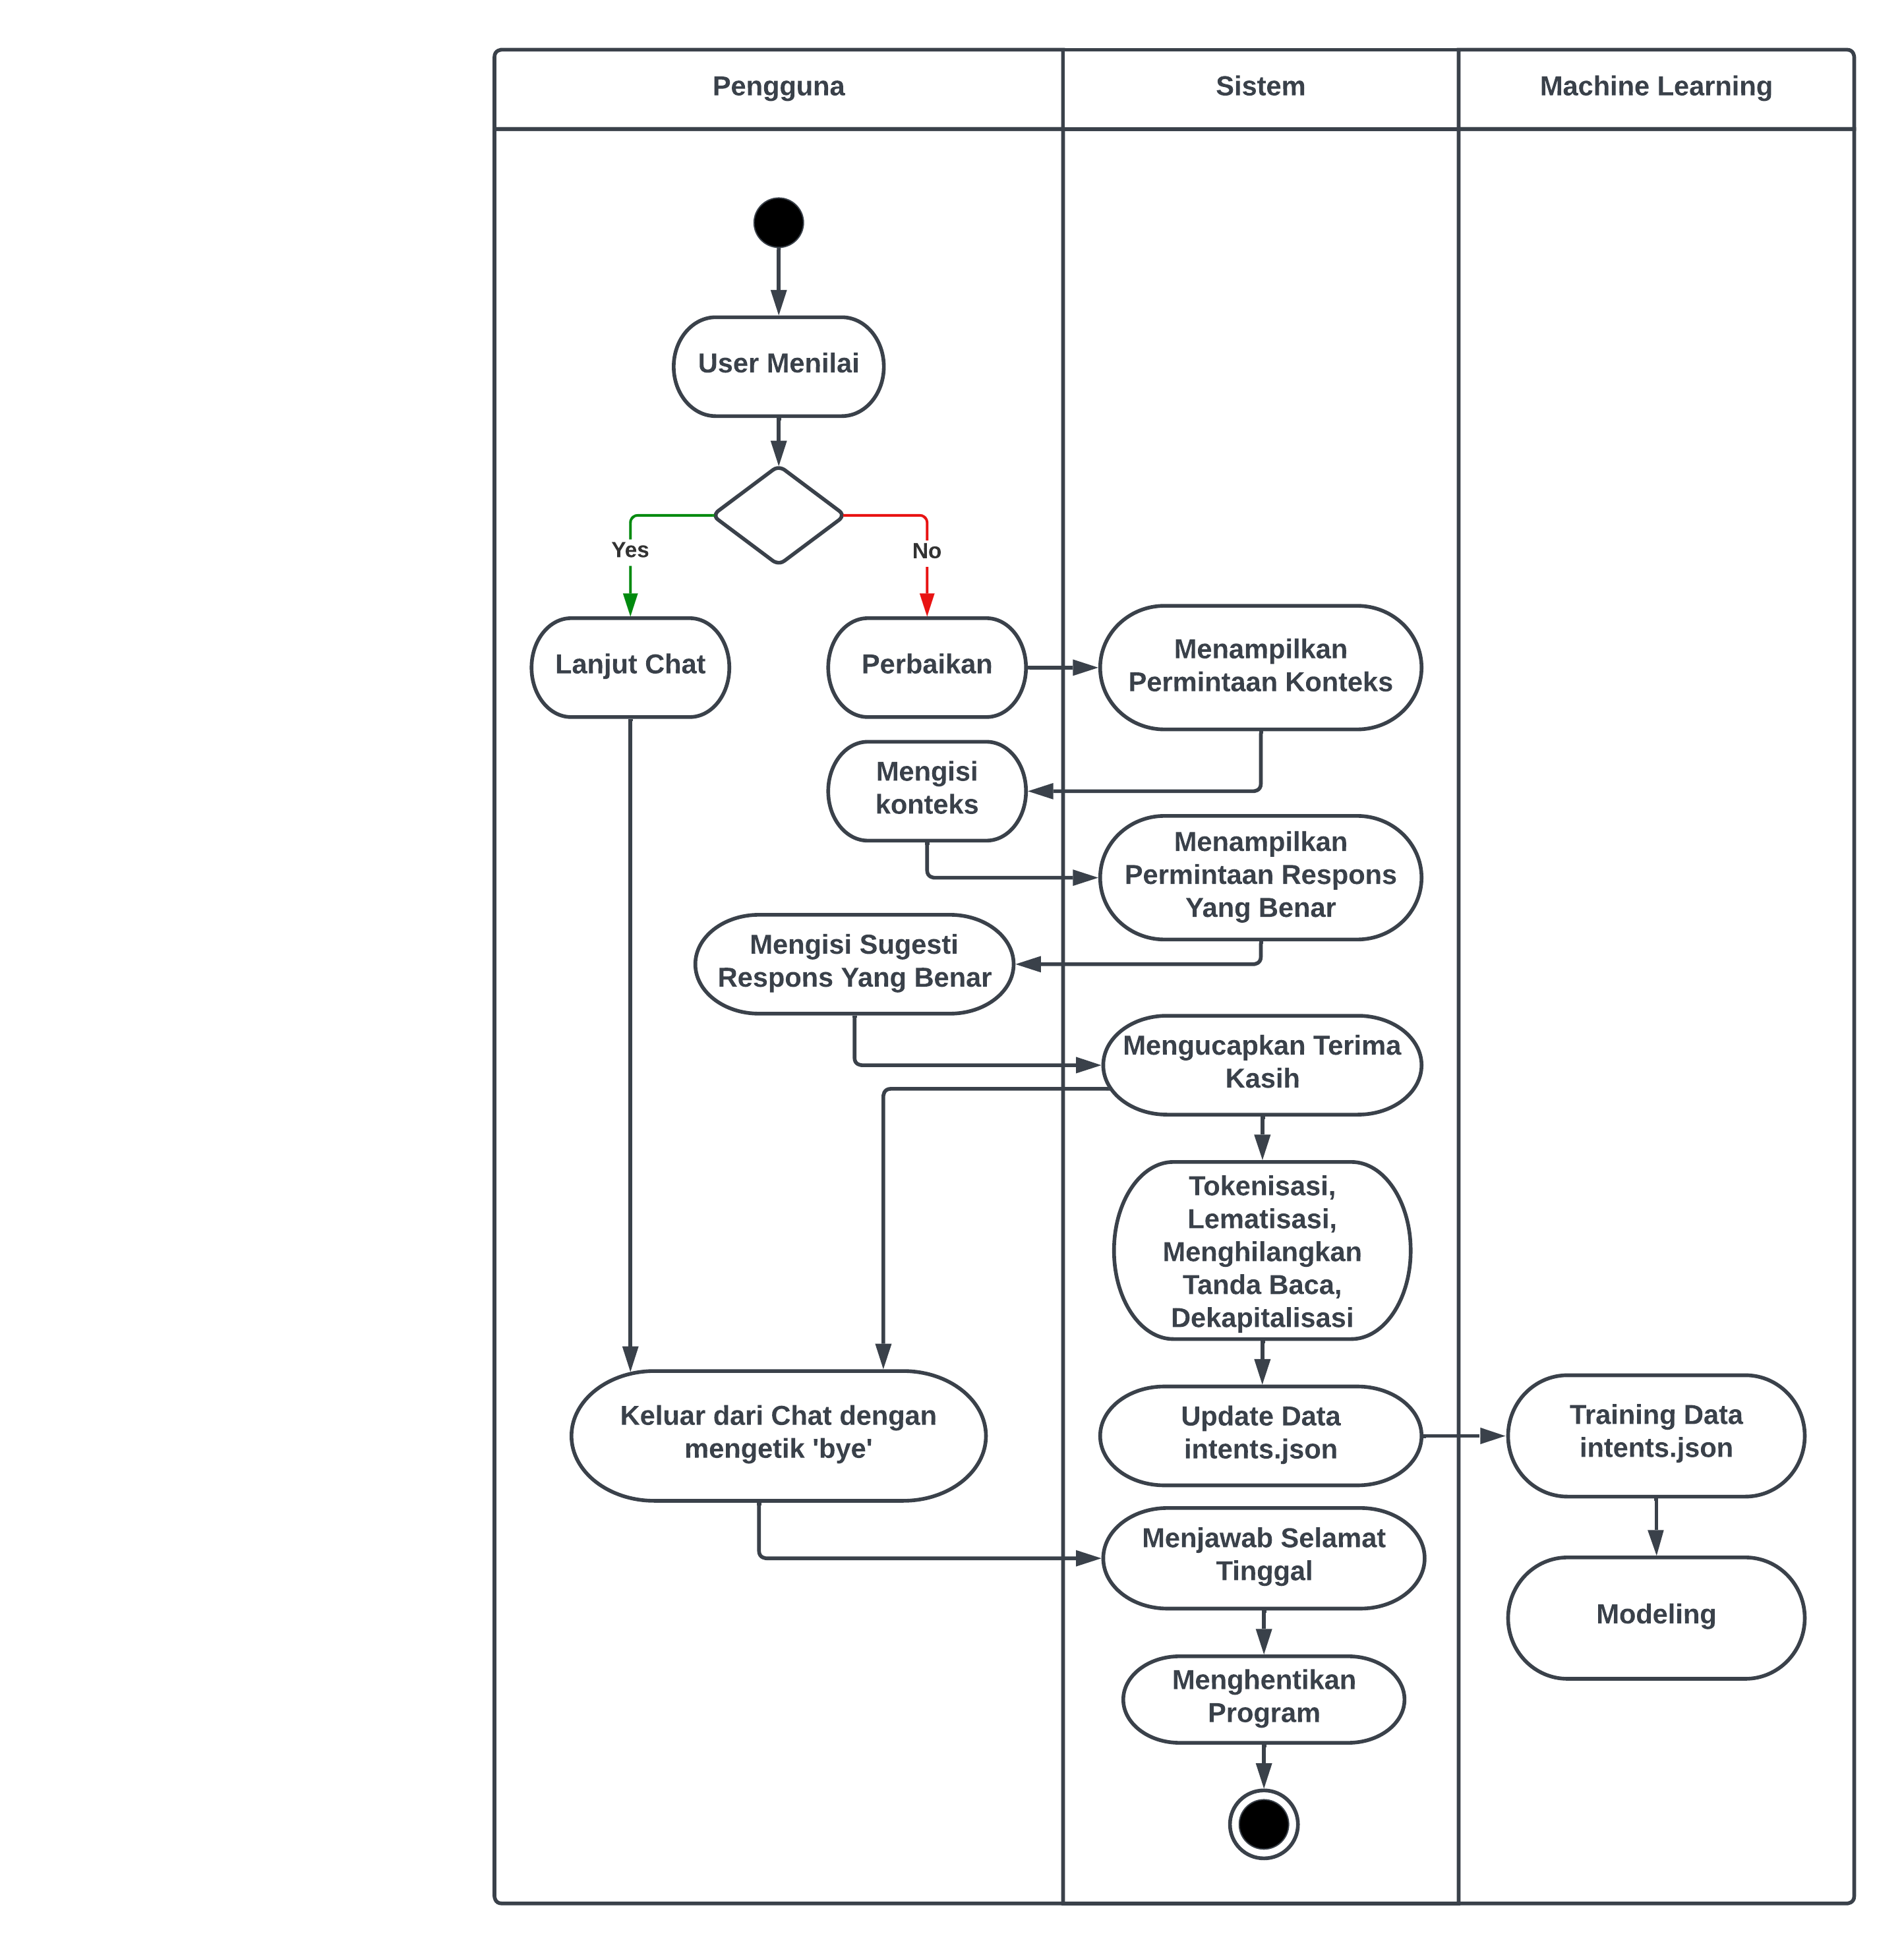 Pengguna
Sistem
Machine Learning
User Menilai
Yes
No
Lanjut Chat
Perbaikan
Menampilkan
Permintaan Konteks
Mengisi
konteks
Menampilkan
Permintaan Respons
Yang Benar
Mengisi Sugesti
Respons Yang Benar
Mengucapkan Terima
Kasih
Tokenisasi,
Lematisasi,
Menghilangkan
Tanda Baca,
Dekapitalisasi
Keluar dari Chat dengan
mengetik 'bye'
Update Data
intents.json
Training Data
intents.json
Menjawab Selamat
Tinggal
Modeling
Menghentikan
Program